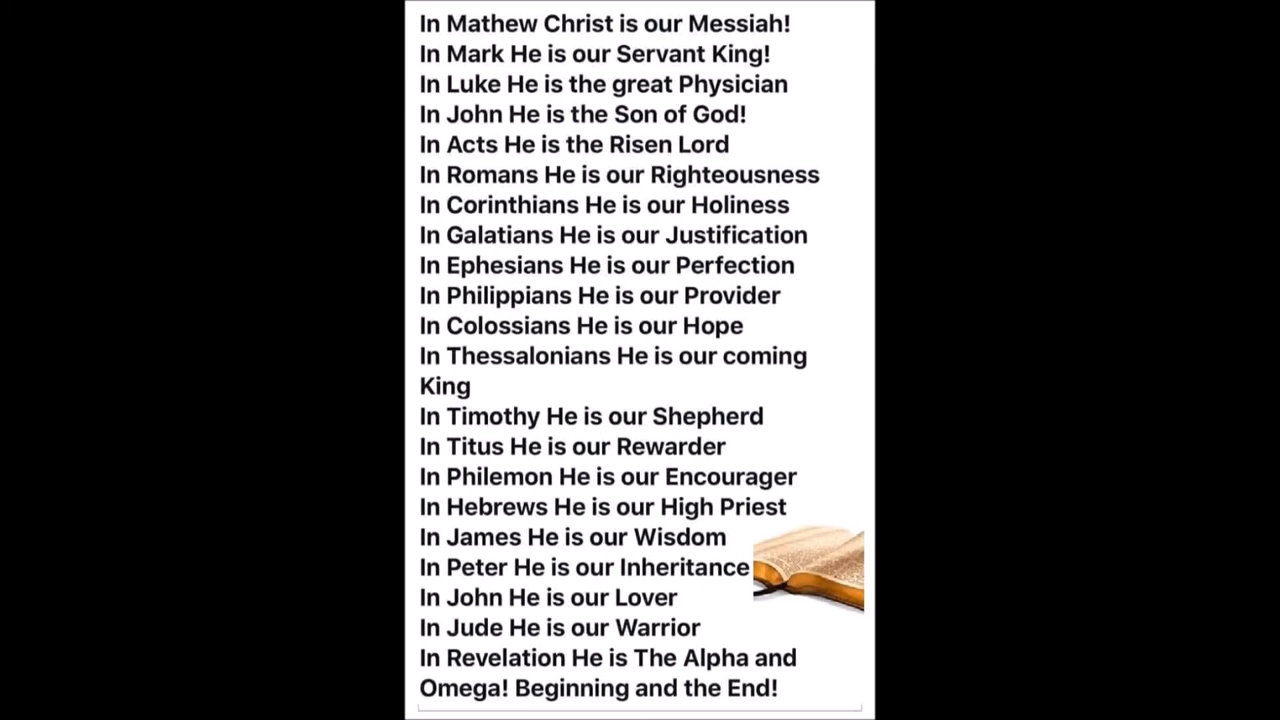 In Mathew Christ is our Messiah!
In Mark He is our Servant King!
In Luke He is the great Physician
In John He is the Son of God!
In Acts He is the Risen Lord
In Romans He is our Righteousness
In Corinthians He is our Holiness
In Galatians He is our Justification
In Ephesians He is our Perfection
In Philippians He is our Provider
In Colossians He is our Hope
In Thessalonians He is our coming
King
In Timothy He is our Shepherd
In Titus He is our Rewarder
In Philemon He is our Encourager
In Hebrews He is our High Priest
In James He is our Wisdom
In Peter He is our Inheritance
In John He is our Lover
In Jude He is our Warrior
In Revelation He is The Alpha and
Omega! Beginning and the End!